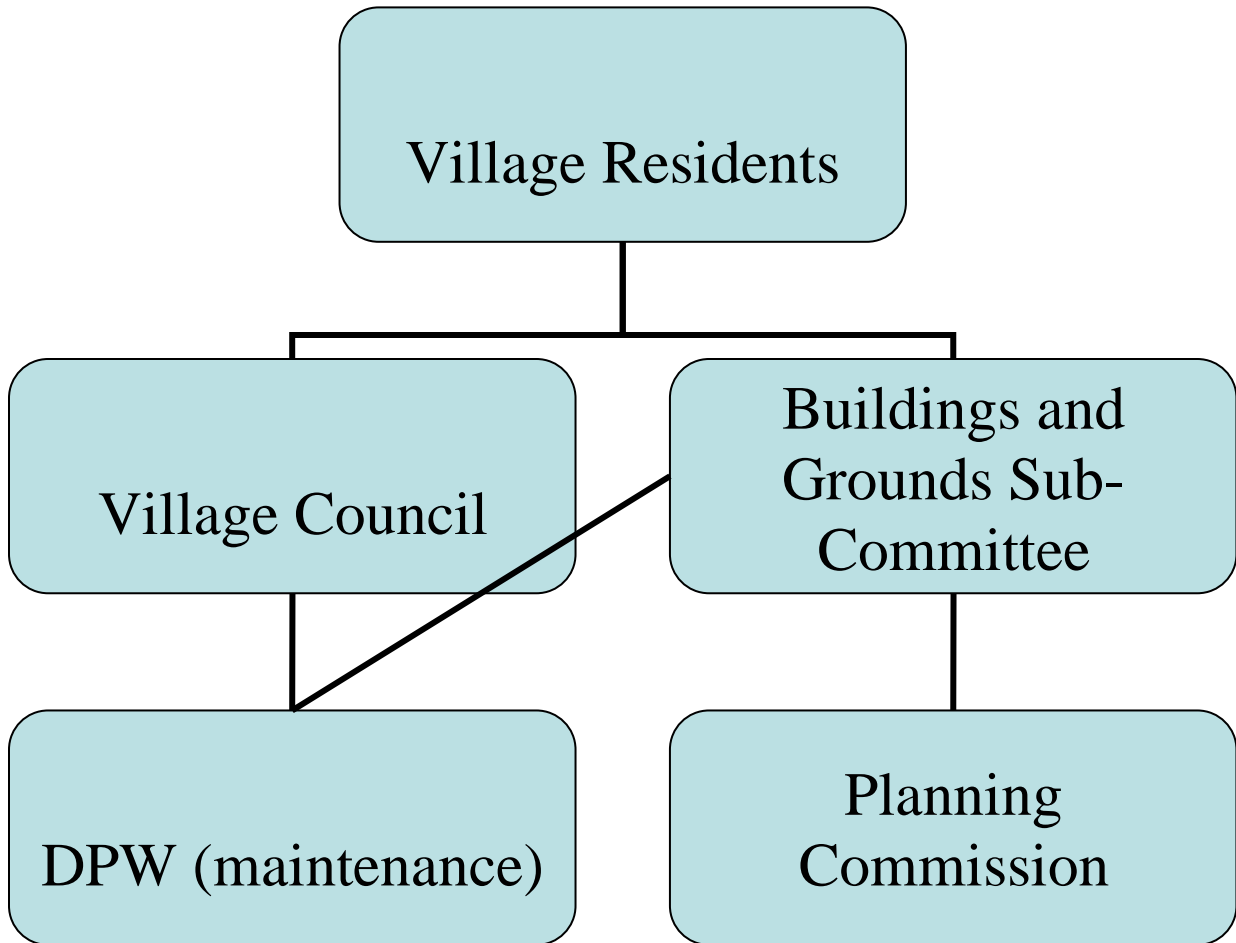 Village Residents
Village Council
Buildings and
Grounds Sub-
Committee
DPW (maintenance)
Planning
Commission